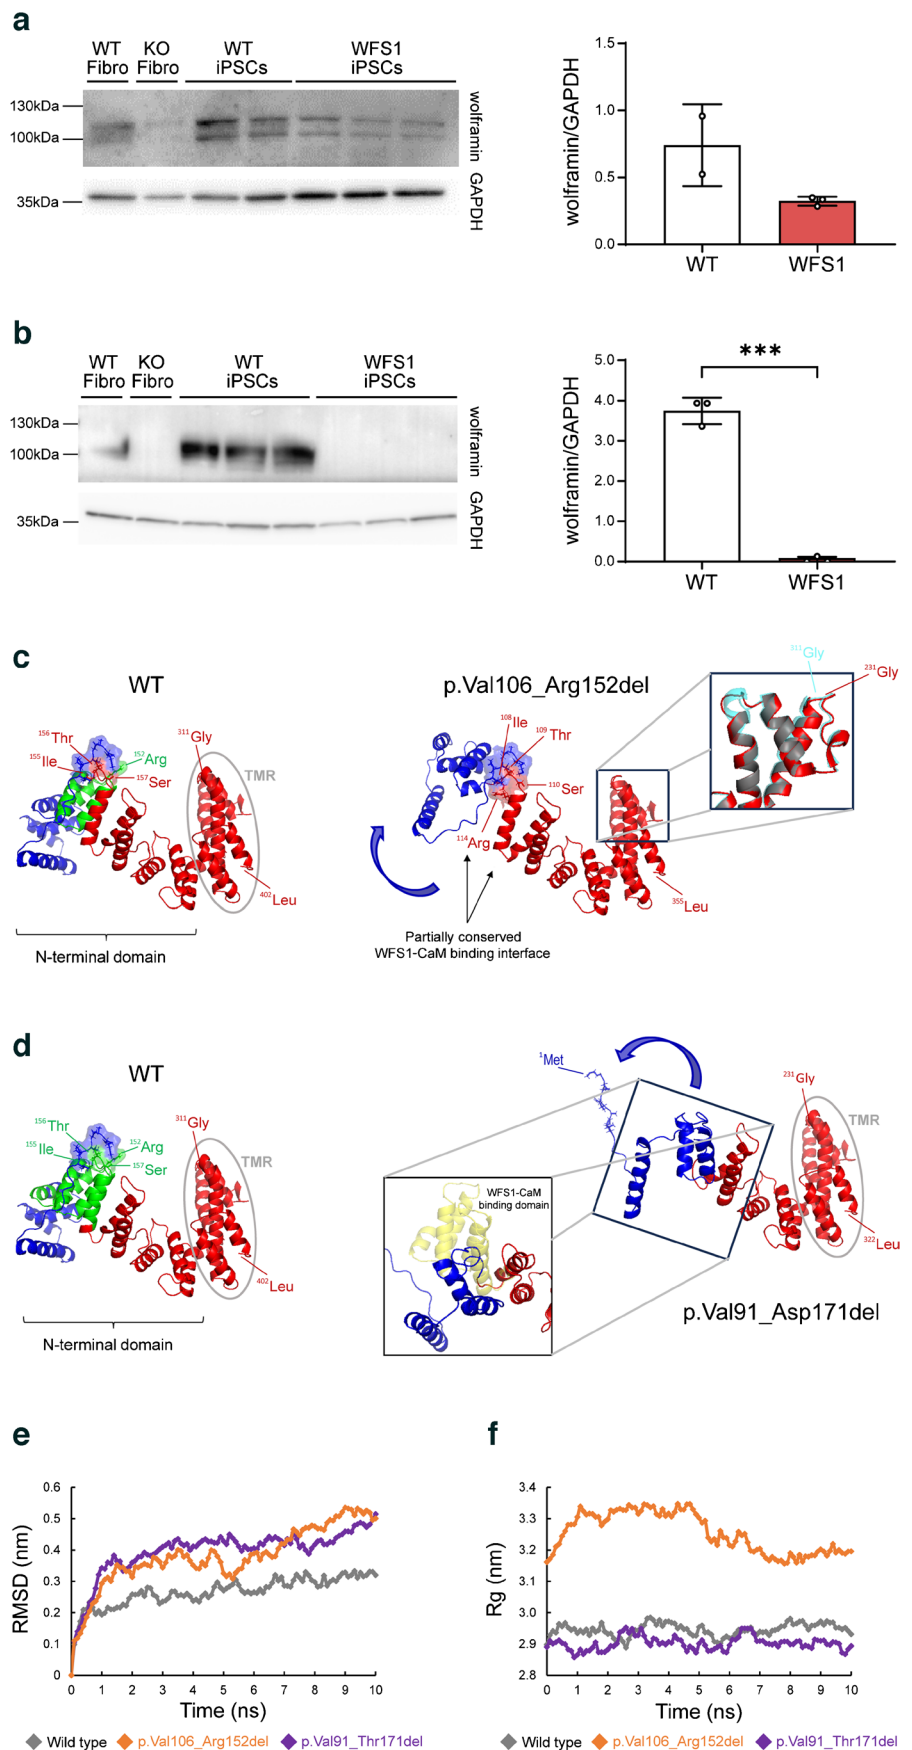 a
WT
Fibro
KO
Fibro
WT
iPSCs
WFS1
iPSCs
130kDa
100kDa
35kDa
wolframin
GAPDH
wolframin/GAPDH
1.5
1.0
0.5
0.0
WT
WFS1
b
WT
Fibro
KO
Fibro
WT
iPSCs
WFS1
iPSCs
130kDa
100kDa
35kDa
wolframin
GAPDH
wolframin/GAPDH
5.0
4.0
3.0
2.0
1.0
0.0
***
WT
WFS1
c
WT
156Thr
155Ile
152Arg
157Ser
311Gly
TMR
402Leu
N-terminal domain
p.Val106_Arg152del
108Ile
109Thr
110Ser
114Arg
355Leu
311Gly
231Gly
Partially conserved
WFS1-CaM binding interface
d
WT
156Thr
155Ile
152Arg
157Ser
311Gly
TMR
402Leu
N-terminal domain
1Met
231Gly
TMR
322Leu
WFS1-CaM
binding domain
p.Val91_Asp171del
e
RMSD (nm)
0.6
0.5
0.4
0.3
0.2
0.1
0
0 1 2 3 4 5 6 7 8 9 10
Time (ns)
Wild type p.Val106_Arg152del p.Val91_Thr171del
f
Rg (nm)
3.4
3.3
3.2
3.1
3.0
2.9
2.8
0 1 2 3 4 5 6 7 8 9 10
Time (ns)
Wild type p.Val106_Arg152del p.Val91_Thr171del